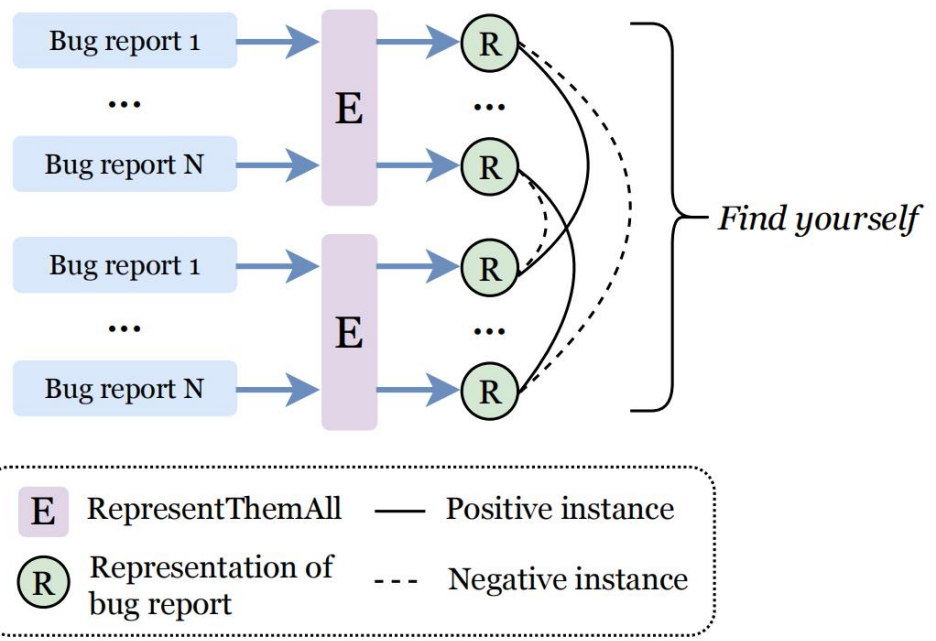 Bug report 1
R
...
E
...
Bug report N
R
Find yourself
Bug report 1
R
...
E
...
Bug report N
R
E RepresentThemAll Positive instance
R Representation of
bug report
Negative instance